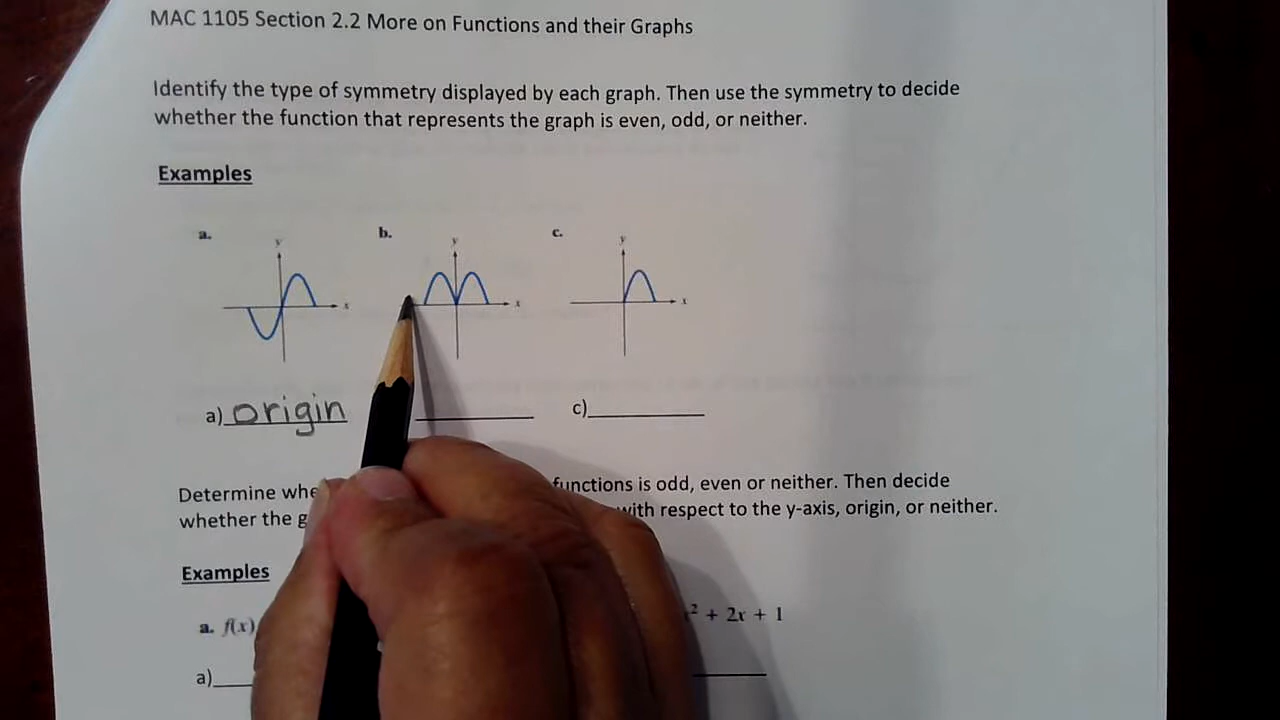 MAC 1105 Section 2.2 More on Functions and their Graphs
Identify the type of symmetry displayed by each graph. Then use the symmetry to decide
whether the function that represents the graph is even, odd, or neither.
Examples
a. b. c.
y y y
x x x
a) origin c)
Determine functions is odd, even or neither. Then decide
whether the with respect to the y-axis, origin, or neither.
Examples
a. f(x) ² + 2x + 1
a)